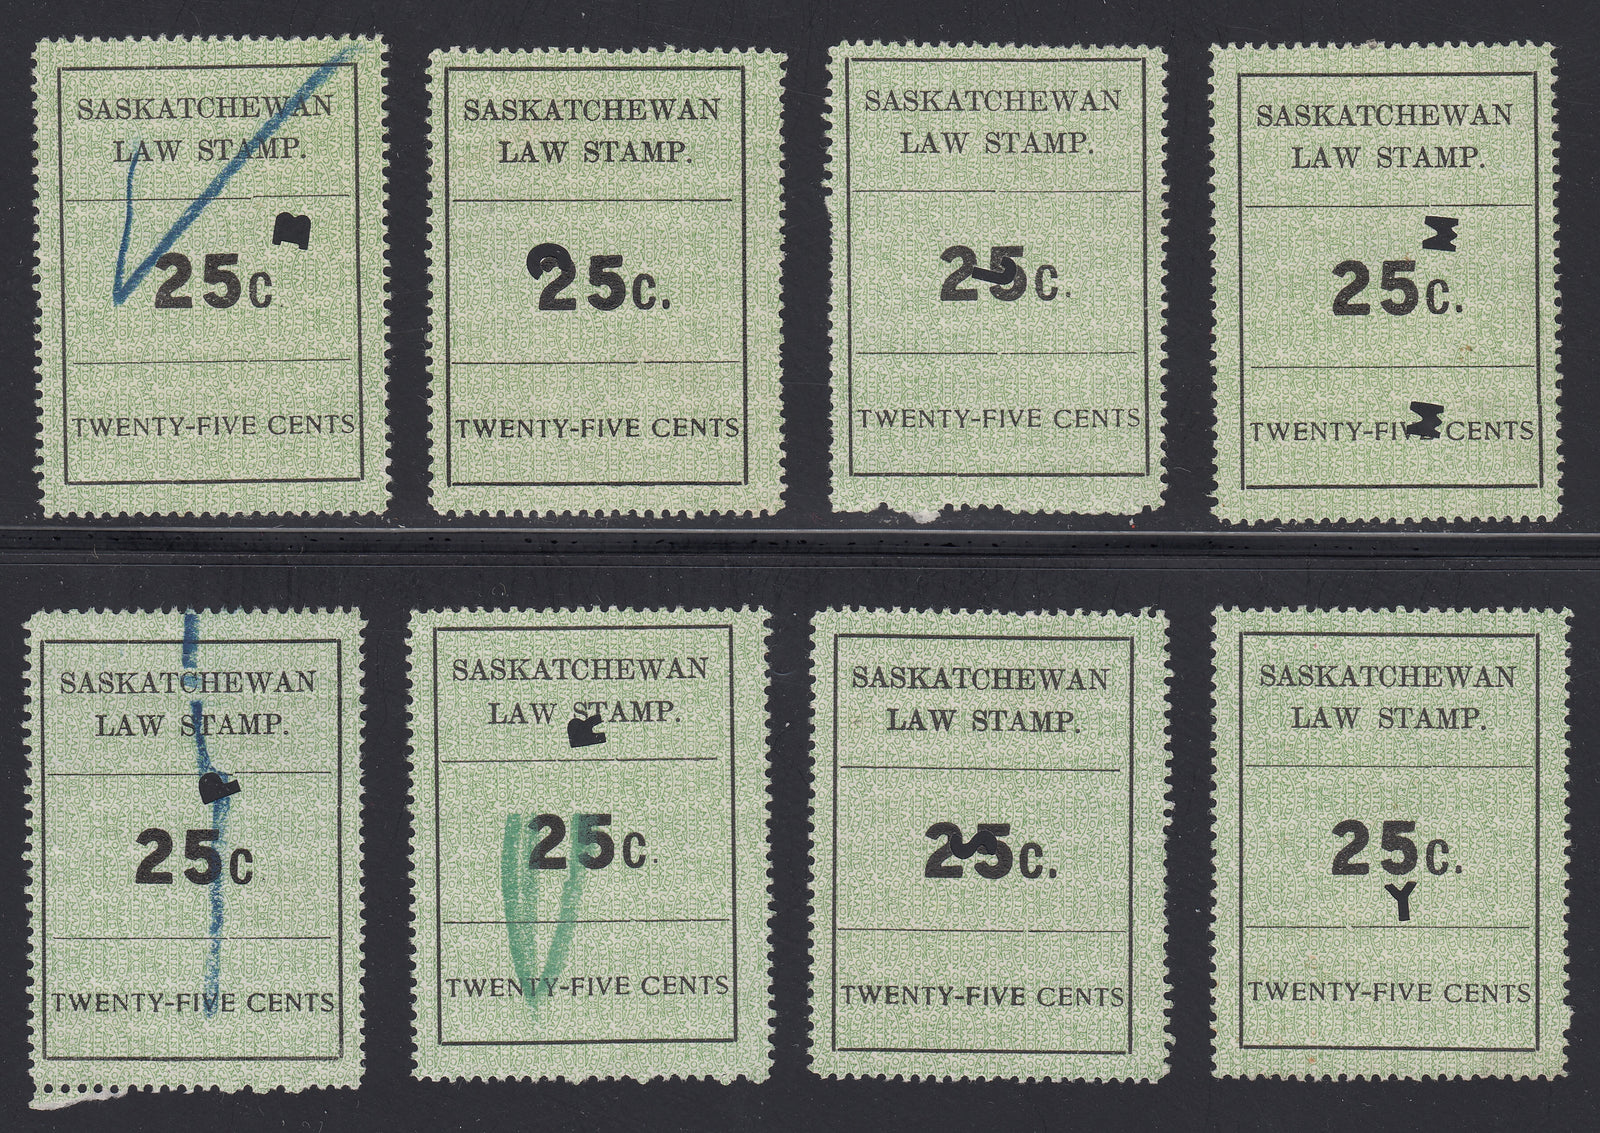 SASKATCHEWAN
LAW STAMP.
B
25c
TWENTY-FIVE CENTS
SASKATCHEWAN
LAW STAMP.
25c.
TWENTY-FIVE CENTS
SASKATCHEWAN
LAW STAMP.
25c.
TWENTY-FIVE CENTS
SASKATCHEWAN
LAW STAMP.
M
25c.
M
TWENTY-FIVE CENTS
SASKATCHEWAN
LAW STAMP.
P
25c
TWENTY-FIVE CENTS
SASKATCHEWAN
LAW STAMP.
R
25c.
TWENTY-FIVE CENTS
SASKATCHEWAN
LAW STAMP.
25c.
TWENTY-FIVE CENTS
SASKATCHEWAN
LAW STAMP.
25c.
Y
TWENTY-FIVE CENTS